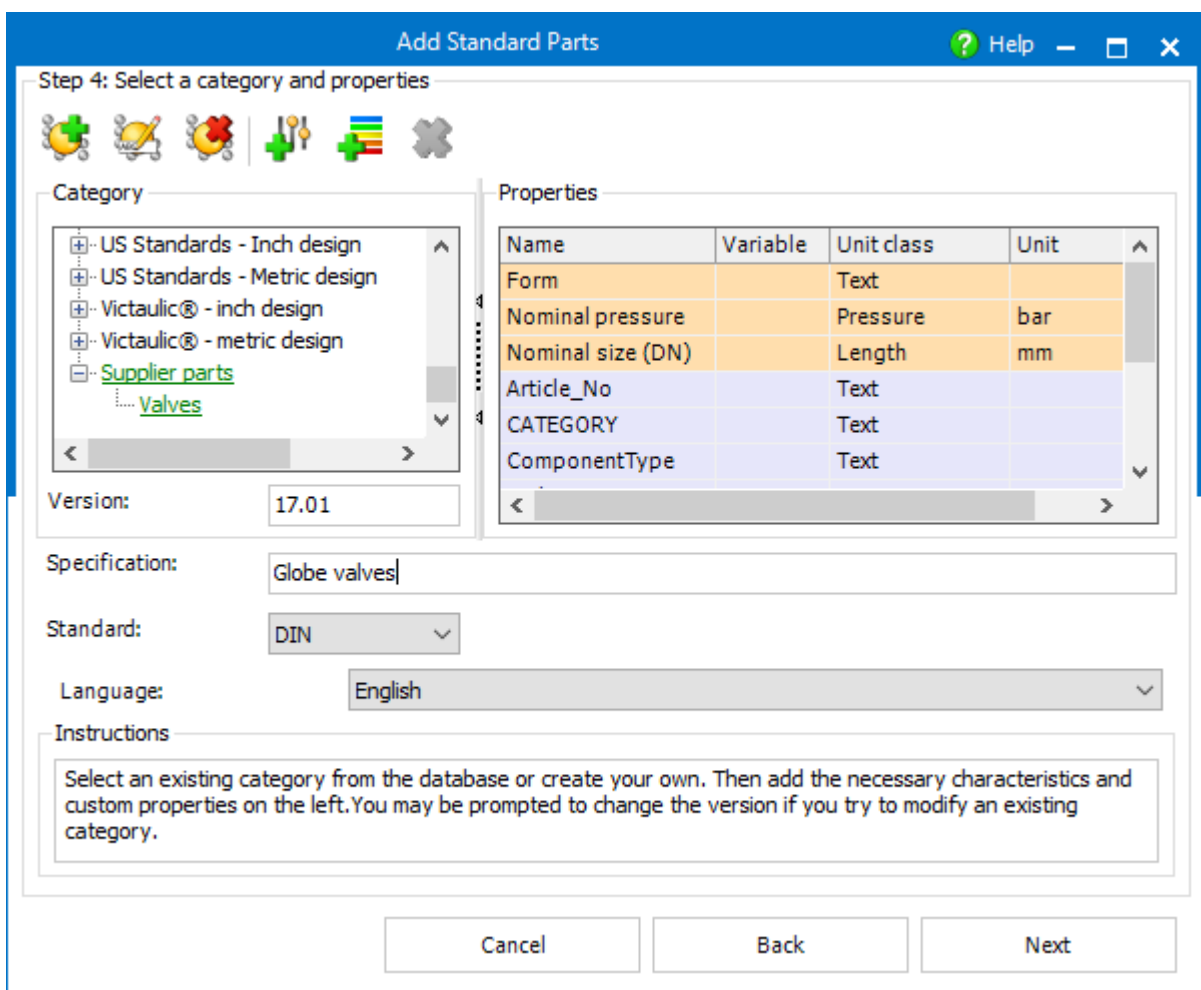 Add Standard Parts
? Help
Step 4: Select a category and properties
Category
US Standards - Inch design
US Standards - Metric design
Victaulic® - inch design
Victaulic® - metric design
Supplier parts
Valves
Version: 17.01
Properties
Name Variable Unit class Unit
Form Text
Nominal pressure Pressure bar
Nominal size (DN) Length mm
Article_No Text
CATEGORY Text
ComponentType Text
Specification: Globe valves
Standard: DIN
Language: English
Instructions
Select an existing category from the database or create your own. Then add the necessary characteristics and
custom properties on the left.You may be prompted to change the version if you try to modify an existing
category.
Cancel Back Next